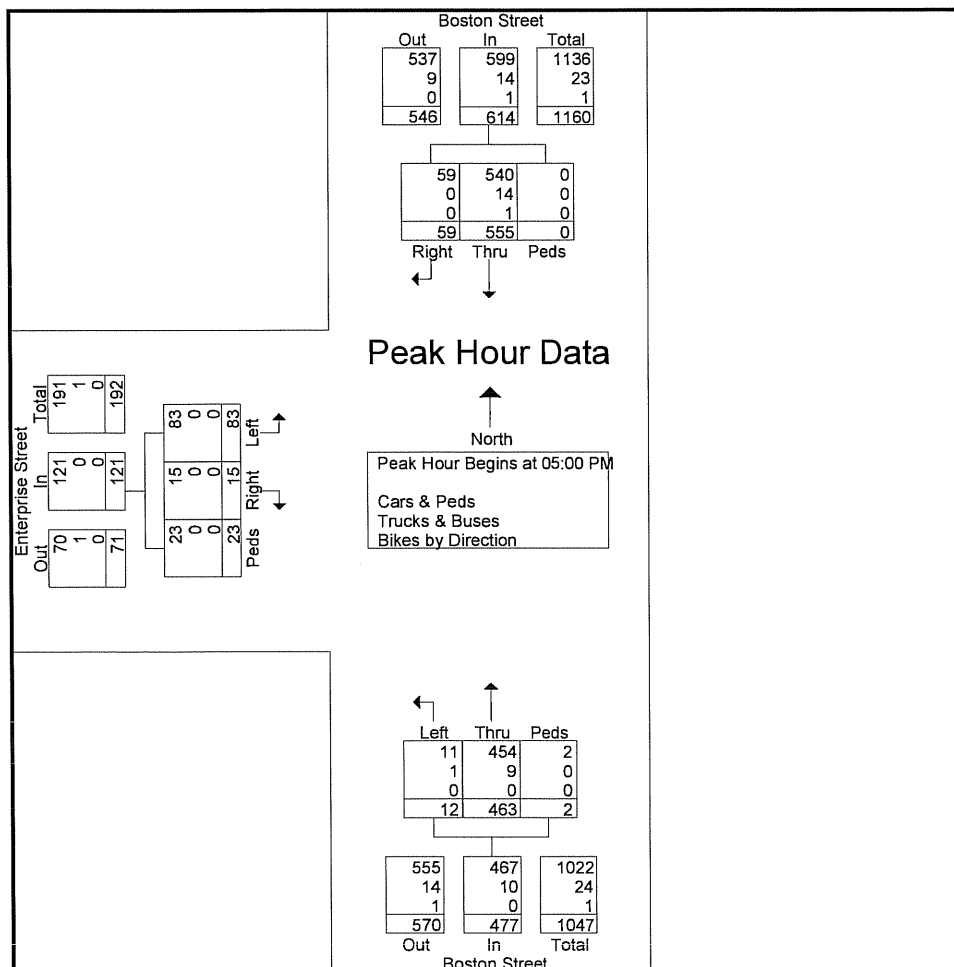 Boston Street
Out In Total
537 599 1136
9 14 23
0 1 1
546 614 1160
59 540 0
0 14 0
0 1 0
59 555 0
Right Thru Peds
Peak Hour Data
North
Peak Hour Begins at 05:00 PM
Cars & Peds
Trucks & Buses
Bikes by Direction
Enterprise Street
Out In Total
70 121 191
1 0 1
0 0 0
71 121 192
23 15 83
0 0 0
0 0 0
23 15 83
Peds Right Left
Left Thru Peds
11 454 2
1 9 0
0 0 0
12 463 2
555 467 1022
14 10 24
1 0 1
570 477 1047
Out In Total
Boston Street